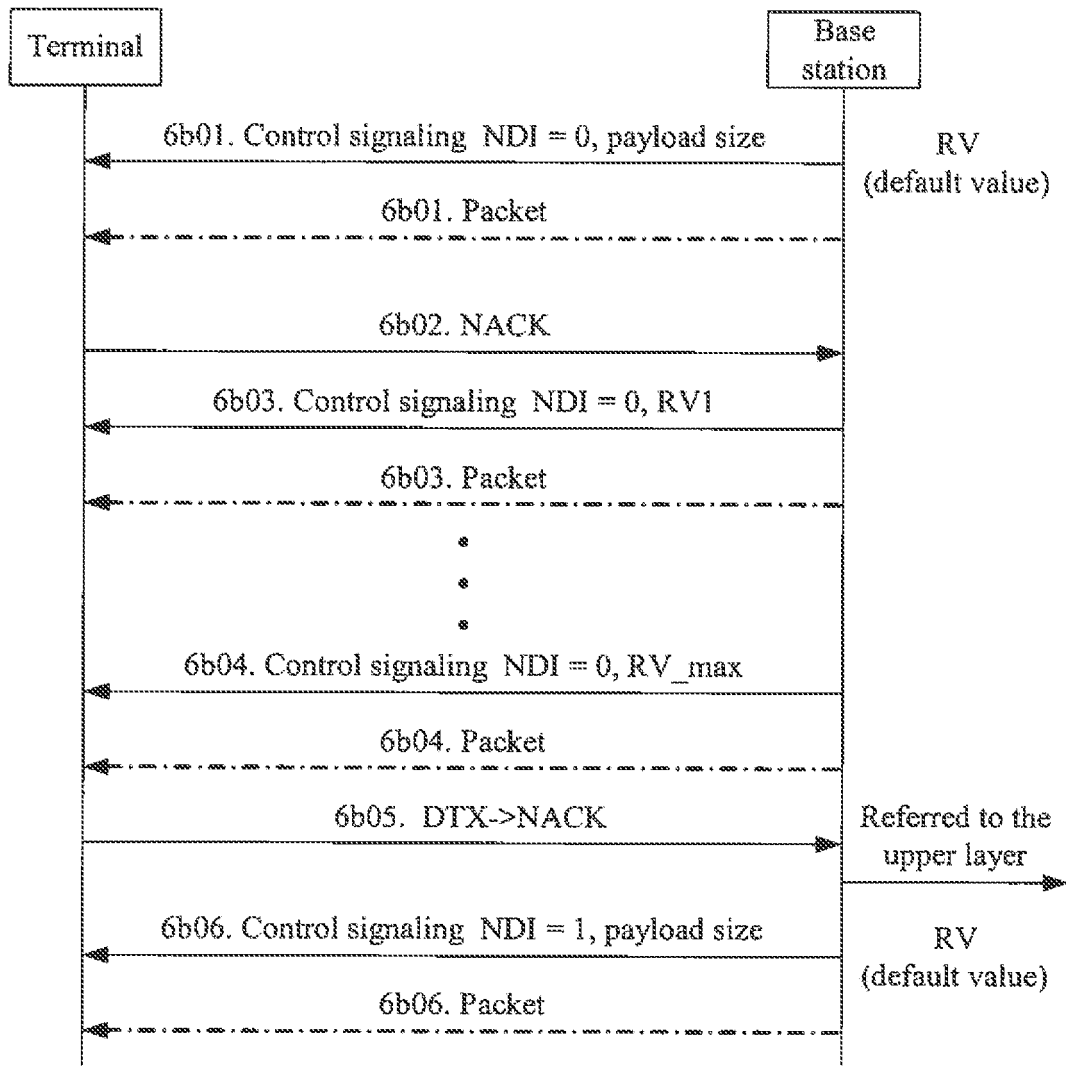 Terminal
Base
station
6b01. Control signaling NDI = 0, payload size
RV
(default value)
6b01. Packet
6b02. NACK
6b03. Control signaling NDI = 0, RV1
6b03. Packet
6b04. Control signaling NDI = 0, RV_max
6b04. Packet
6b05. DTX->NACK
Referred to the
upper layer
6b06. Control signaling NDI = 1, payload size
RV
(default value)
6b06. Packet